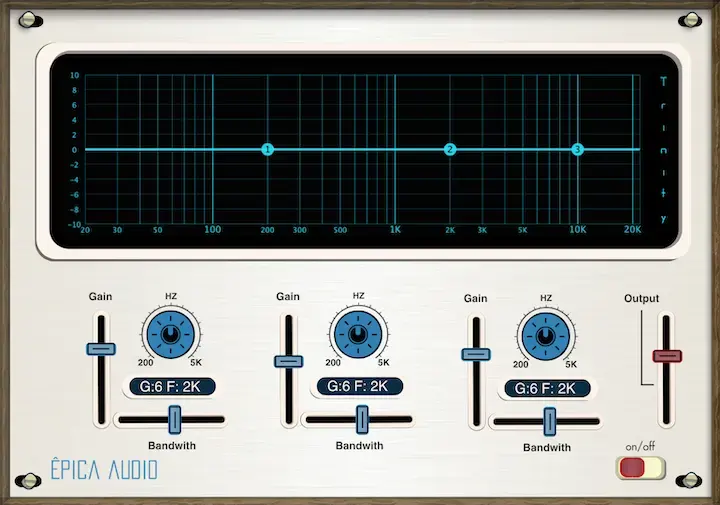 10
8
6
4
2
0
-2
-4
-6
-8
-10
20 30 50 100 200 300 500 1K 2K 3K 5K 10K 20K
1 2 3
Trinity
Gain HZ Gain HZ Gain HZ Output
200 5K 200 5K 200 5K
G:6 F: 2K G:6 F: 2K G:6 F: 2K
Bandwith Bandwith Bandwith
on/off
ÊPICA AUDIO